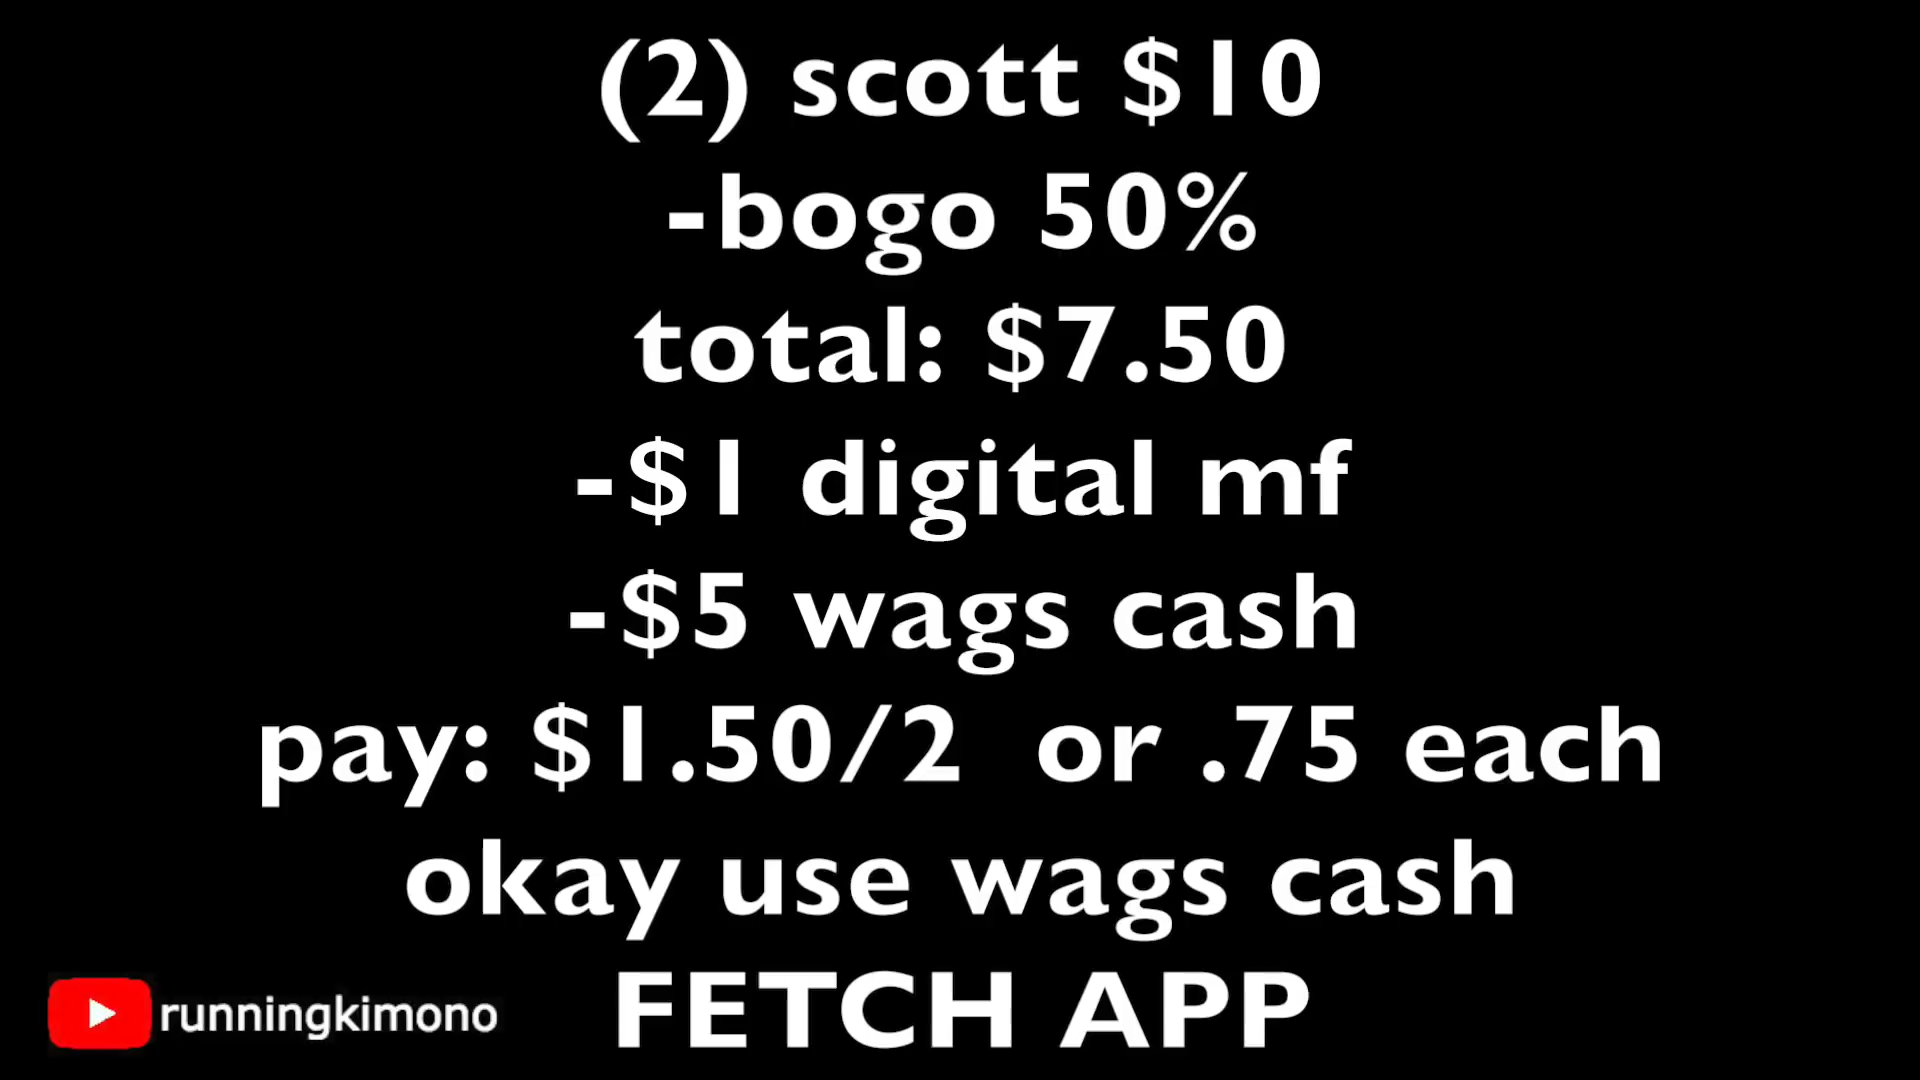 (2) scott $10
-bogo 50%
total: $7.50
-$1 digital mf
-$5 wags cash
pay: $1.50/2 or .75 each
okay use wags cash
FETCH APP
runningkimono